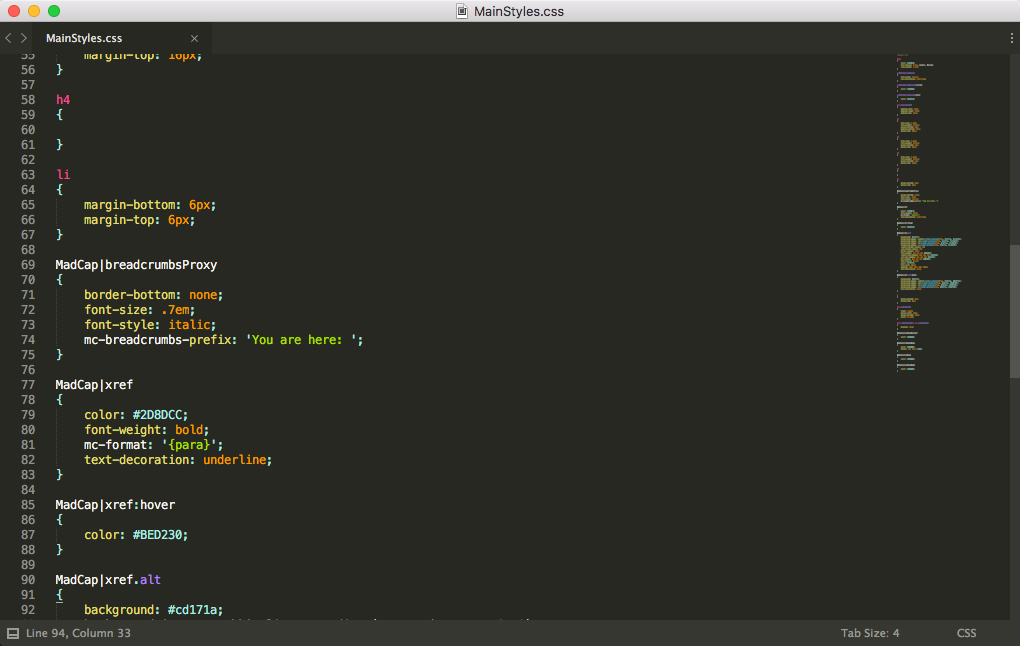 MainStyles.css
MainStyles.css
55 margin-top: 16px;
56 }
57
58 h4
59 {
60
61 }
62
63 li
64 {
65 margin-bottom: 6px;
66 margin-top: 6px;
67 }
68
69 MadCap|breadcrumbsProxy
70 {
71 border-bottom: none;
72 font-size: .7em;
73 font-style: italic;
74 mc-breadcrumbs-prefix: 'You are here: ';
75 }
76
77 MadCap|xref
78 {
79 color: #2D8DCC;
80 font-weight: bold;
81 mc-format: '{para}';
82 text-decoration: underline;
83 }
84
85 MadCap|xref:hover
86 {
87 color: #BED230;
88 }
89
90 MadCap|xref.alt
91 {
92 background: #cd171a;
Line 94, Column 33
Tab Size: 4
CSS